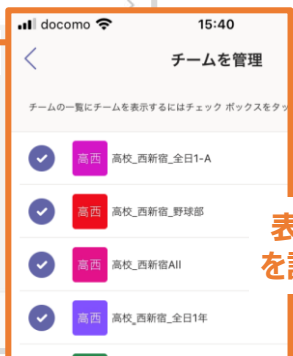 docomo 15:40
チームを管理
チームの一覧にチームを表示するにはチェック ボックスをタッ
高西 高校_西新宿_全日1-A
高西 高校_西新宿_野球部
高西 高校_西新宿All
高西 高校_西新宿_全日1年
表
を